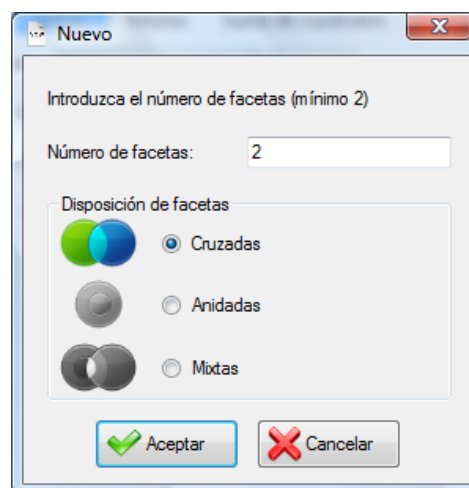 Nuevo
Introduzca el número de facetas (mínimo 2)
Número de facetas: 2
Disposición de facetas
Cruzadas
Anidadas
Mixtas
Aceptar Cancelar